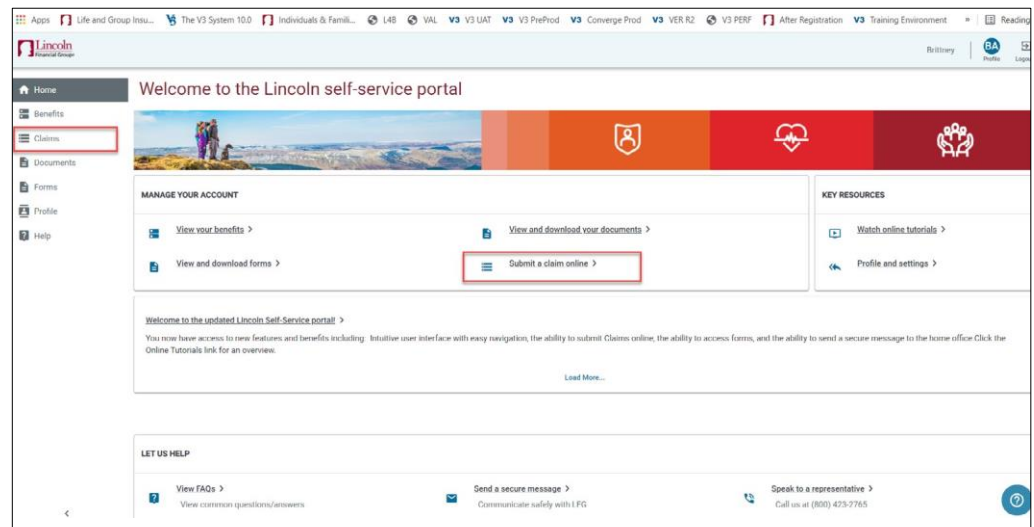 Apps Life and Group Insu... The V3 System 10.0 Individuals & Famili... L4B VAL V3 V3 UAT V3 V3 PreProd V3 Converge Prod V3 VER R2 V3 PERF After Registration V3 Training Environment » Reading
Lincoln
Financial Group®
Brittney
BA
Profile
Logou
Home
Benefits
Claims
Documents
Forms
Profile
Help
Welcome to the Lincoln self-service portal
MANAGE YOUR ACCOUNT
View your benefits >
View and download your documents >
View and download forms >
Submit a claim online >
KEY RESOURCES
Watch online tutorials >
Profile and settings >
Welcome to the updated Lincoln Self-Service portal! >
You now have access to new features and benefits including: Intuitive user interface with easy navigation, the ability to submit Claims online, the ability to access forms, and the ability to send a secure message to the home office Click the
Online Tutorials link for an overview.
Load More...
LET US HELP
View FAQs >
View common questions/answers
Send a secure message >
Communicate safely with LFG
Speak to a representative >
Call us at (800) 423-2765